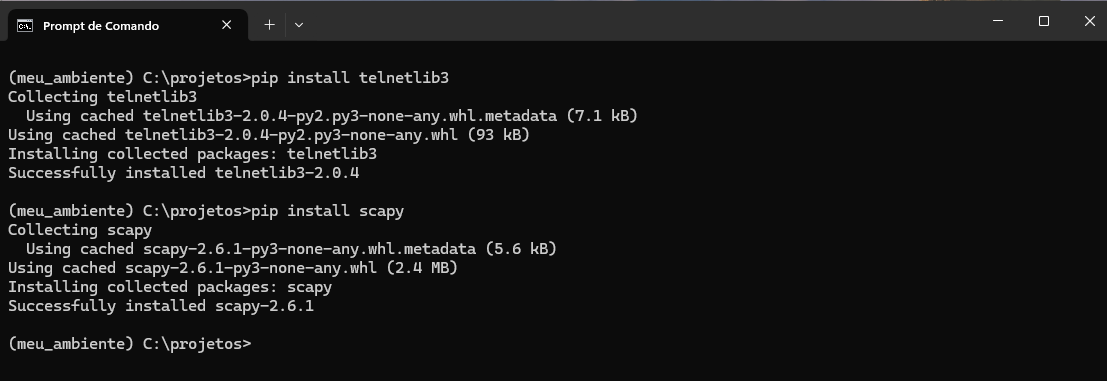 Prompt de Comando
(meu_ambiente) C:\projetos>pip install telnetlib3
Collecting telnetlib3
  Using cached telnetlib3-2.0.4-py2.py3-none-any.whl.metadata (7.1 kB)
Using cached telnetlib3-2.0.4-py2.py3-none-any.whl (93 kB)
Installing collected packages: telnetlib3
Successfully installed telnetlib3-2.0.4
(meu_ambiente) C:\projetos>pip install scapy
Collecting scapy
  Using cached scapy-2.6.1-py3-none-any.whl.metadata (5.6 kB)
Using cached scapy-2.6.1-py3-none-any.whl (2.4 MB)
Installing collected packages: scapy
Successfully installed scapy-2.6.1
(meu_ambiente) C:\projetos>